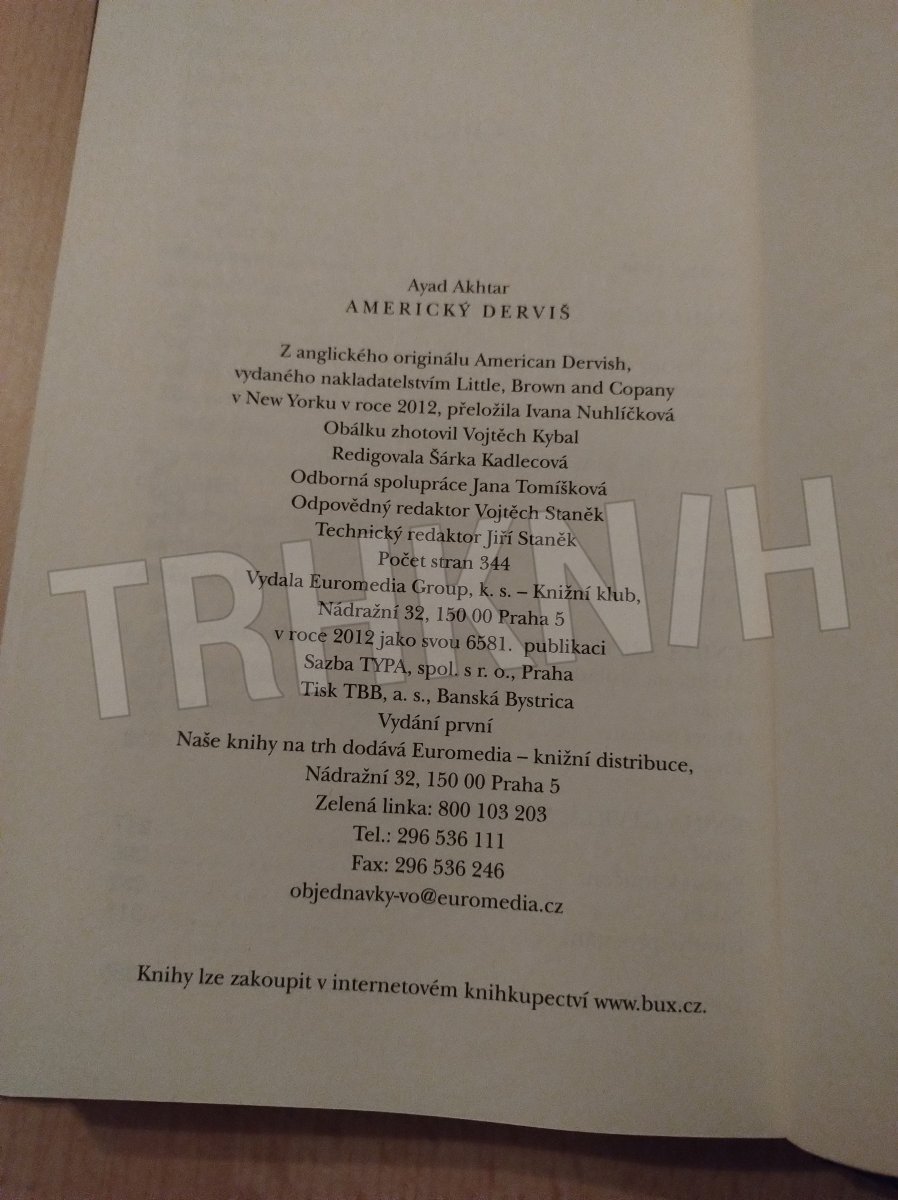 Ayad Akhtar
AMERICKÝ DERVIŠ
Z anglického originálu American Dervish,
vydaného nakladatelstvím Little, Brown and Copany
v New Yorku v roce 2012, přeložila Ivana Nuhlíčková
Obálku zhotovil Vojtěch Kybal
Redigovala Šárka Kadlecová
Odborná spolupráce Jana Tomíšková
Odpovědný redaktor Vojtěch Staněk
Technický redaktor Jiří Staněk
Počet stran 344
Vydala Euromedia Group, k. s. – Knižní klub,
Nádražní 32, 150 00 Praha 5
v roce 2012 jako svou 6581. publikaci
Sazba TYPA, spol. s r. o., Praha
Tisk TBB, a. s., Banská Bystrica
Vydání první
Naše knihy na trh dodává Euromedia – knižní distribuce,
Nádražní 32, 150 00 Praha 5
Zelená linka: 800 103 203
Tel.: 296 536 111
Fax: 296 536 246
objednavky-vo@euromedia.cz
Knihy lze zakoupit v internetovém knihkupectví www.bux.cz.
TRHKNIH